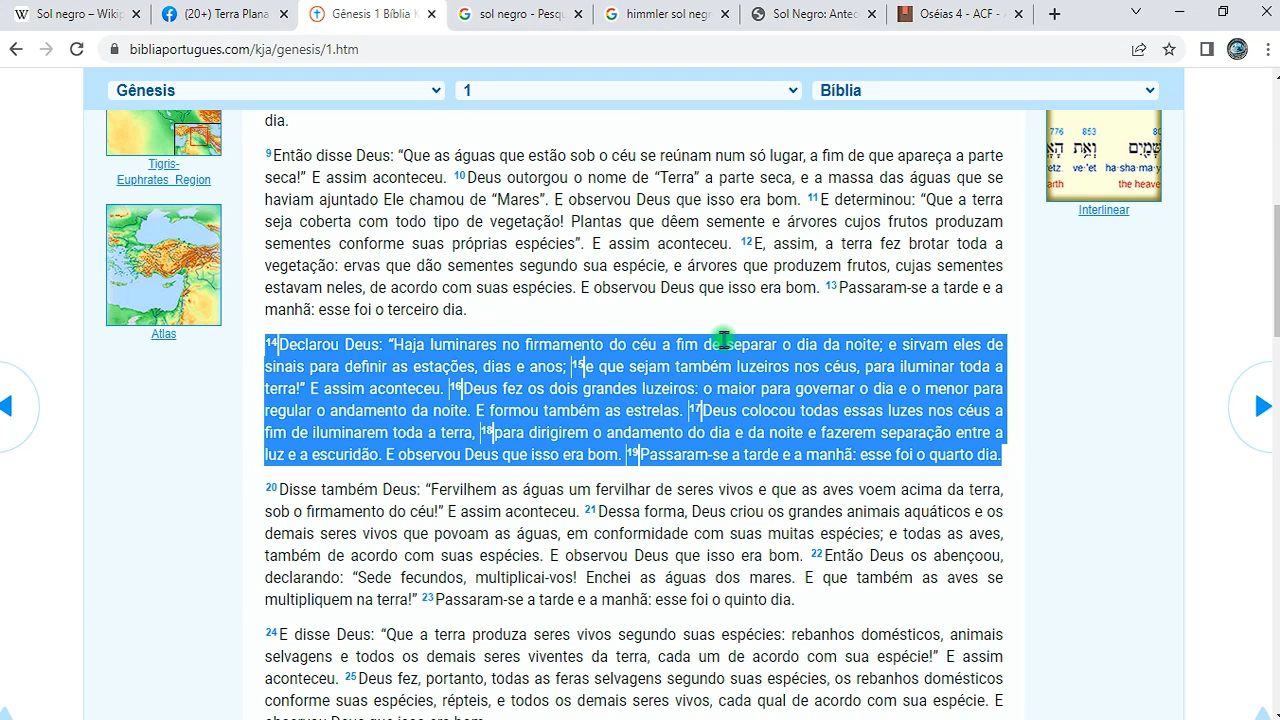 Sol negro – Wikip
(20+) Terra Plana
Gênesis 1 Bíblia K
sol negro - Pesqu
himmler sol negr
Sol Negro: Antec
Oséias 4 - ACF - A
bibliaportugues.com/kja/genesis/1.htm
Gênesis
1
Bíblia
Tigris-
Euphrates Region
Atlas
dia.
9Então disse Deus: “Que as águas que estão sob o céu se reúnam num só lugar, a fim de que apareça a parte
seca!” E assim aconteceu. 10Deus outorgou o nome de “Terra” a parte seca, e a massa das águas que se
haviam ajuntado Ele chamou de “Mares”. E observou Deus que isso era bom. 11E determinou: “Que a terra
seja coberta com todo tipo de vegetação! Plantas que dêem semente e árvores cujos frutos produzam
sementes conforme suas próprias espécies”. E assim aconteceu. 12E, assim, a terra fez brotar toda a
vegetação: ervas que dão sementes segundo sua espécie, e árvores que produzem frutos, cujas sementes
estavam neles, de acordo com suas espécies. E observou Deus que isso era bom. 13Passaram-se a tarde e a
manhã: esse foi o terceiro dia.
14Declarou Deus: “Haja luminares no firmamento do céu a fim de separar o dia da noite; e sirvam eles de
sinais para definir as estações, dias e anos; 15e que sejam também luzeiros nos céus, para iluminar toda a
terra!” E assim aconteceu. 16Deus fez os dois grandes luzeiros: o maior para governar o dia e o menor para
regular o andamento da noite. E formou também as estrelas. 17Deus colocou todas essas luzes nos céus a
fim de iluminarem toda a terra, 18para dirigirem o andamento do dia e da noite e fazerem separação entre a
luz e a escuridão. E observou Deus que isso era bom. 19Passaram-se a tarde e a manhã: esse foi o quarto dia.
20Disse também Deus: “Fervilhem as águas um fervilhar de seres vivos e que as aves voem acima da terra,
sob o firmamento do céu!” E assim aconteceu. 21Dessa forma, Deus criou os grandes animais aquáticos e os
demais seres vivos que povoam as águas, em conformidade com suas muitas espécies; e todas as aves,
também de acordo com suas espécies. E observou Deus que isso era bom. 22Então Deus os abençoou,
declarando: “Sede fecundos, multiplicai-vos! Enchei as águas dos mares. E que também as aves se
multipliquem na terra!” 23Passaram-se a tarde e a manhã: esse foi o quinto dia.
24E disse Deus: “Que a terra produza seres vivos segundo suas espécies: rebanhos domésticos, animais
selvagens e todos os demais seres viventes da terra, cada um de acordo com sua espécie!” E assim
aconteceu. 25Deus fez, portanto, todas as feras selvagens segundo suas espécies, os rebanhos domésticos
conforme suas espécies, répteis, e todos os demais seres vivos, cada qual de acordo com sua espécie. E
observou Deus que isso era bom.
776 853 80
ve·'et ha·sha·ma·y
the heave
Interlinear